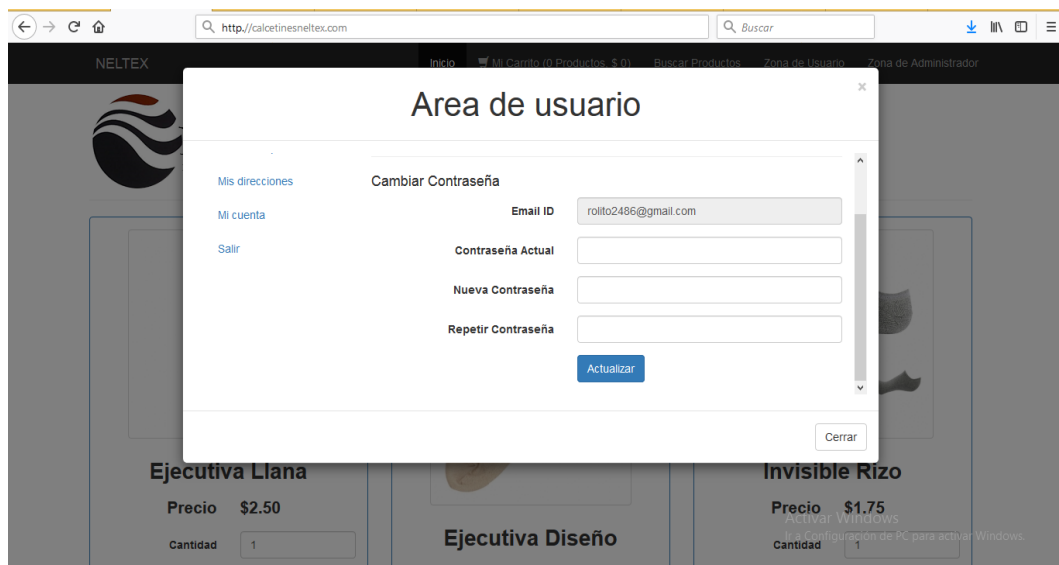 http.//calcetinesneltex.com
Buscar
NELTEX
Inicio
Mi Carrito (0 Productos, $ 0)
Buscar Productos
Zona de Usuario
Zona de Administrador
Area de usuario
×
Mis direcciones
Mi cuenta
Salir
Cambiar Contraseña
Email ID
rolito2486@gmail.com
Contraseña Actual
Nueva Contraseña
Repetir Contraseña
Actualizar
Cerrar
Ejecutiva Llana
Precio $2.50
Cantidad 1
Ejecutiva Diseño
Invisible Rizo
Precio $1.75
Cantidad 1
Activar Windows
Ir a Configuración de PC para activar Windows.